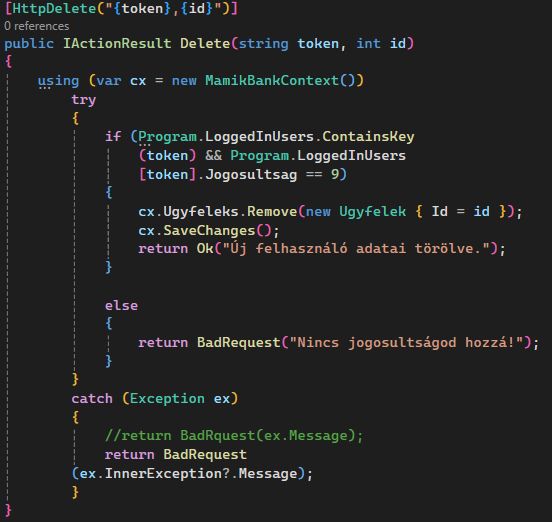 [HttpDelete("{token},{id}")]
0 references
public IActionResult Delete(string token, int id)
{
using (var cx = new MamikBankContext())
try
{
if (Program.LoggedInUsers.ContainsKey
(token) && Program.LoggedInUsers
[token].Jogosultsag == 9)
{
cx.Ugyfeleks.Remove(new Ugyfelek { Id = id });
cx.SaveChanges();
return Ok("Új felhasználó adatai törölve.");
}
else
{
return BadRequest("Nincs jogosultságod hozzá!");
}
}
catch (Exception ex)
{
//return BadRquest(ex.Message);
return BadRequest
(ex.InnerException?.Message);
}
}